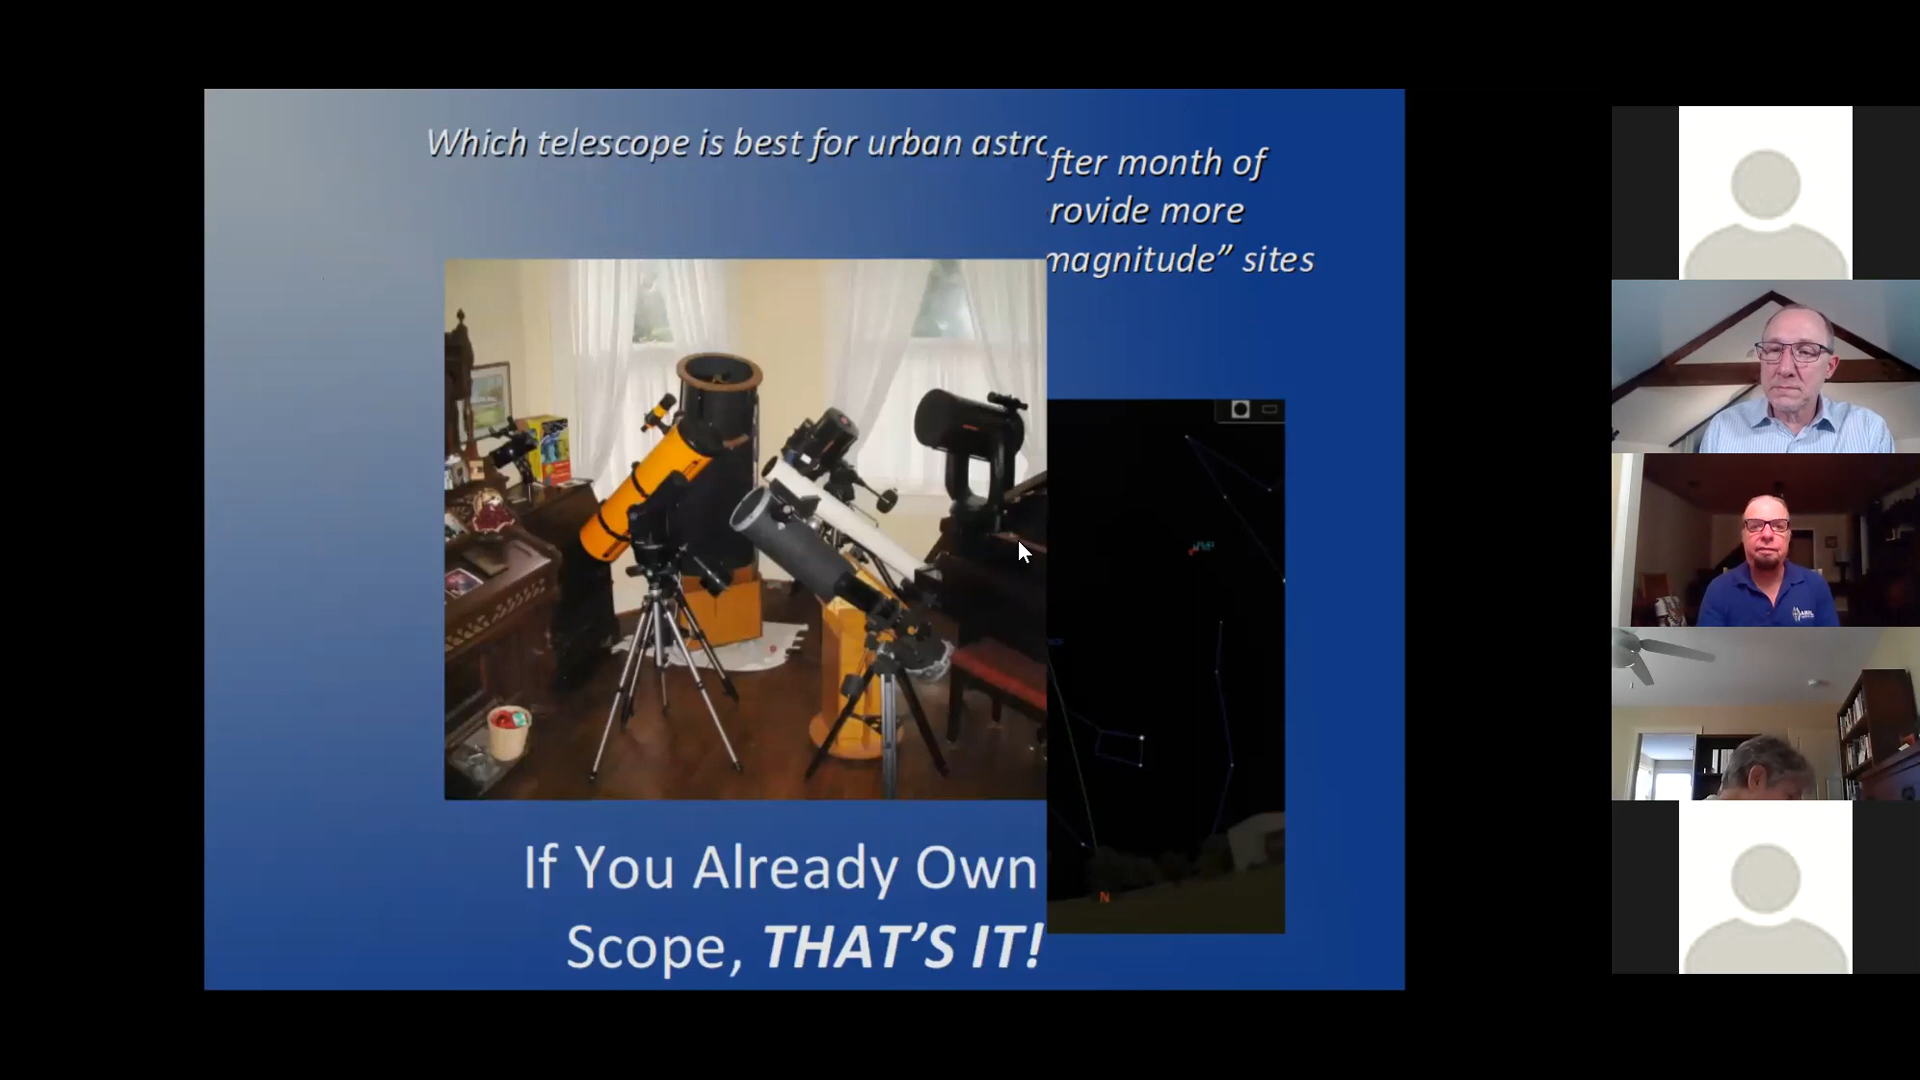 Which telescope is best for urban astro
fter month of
rovide more
magnitude” sites
N
If You Already Own
Scope, THAT’S IT!